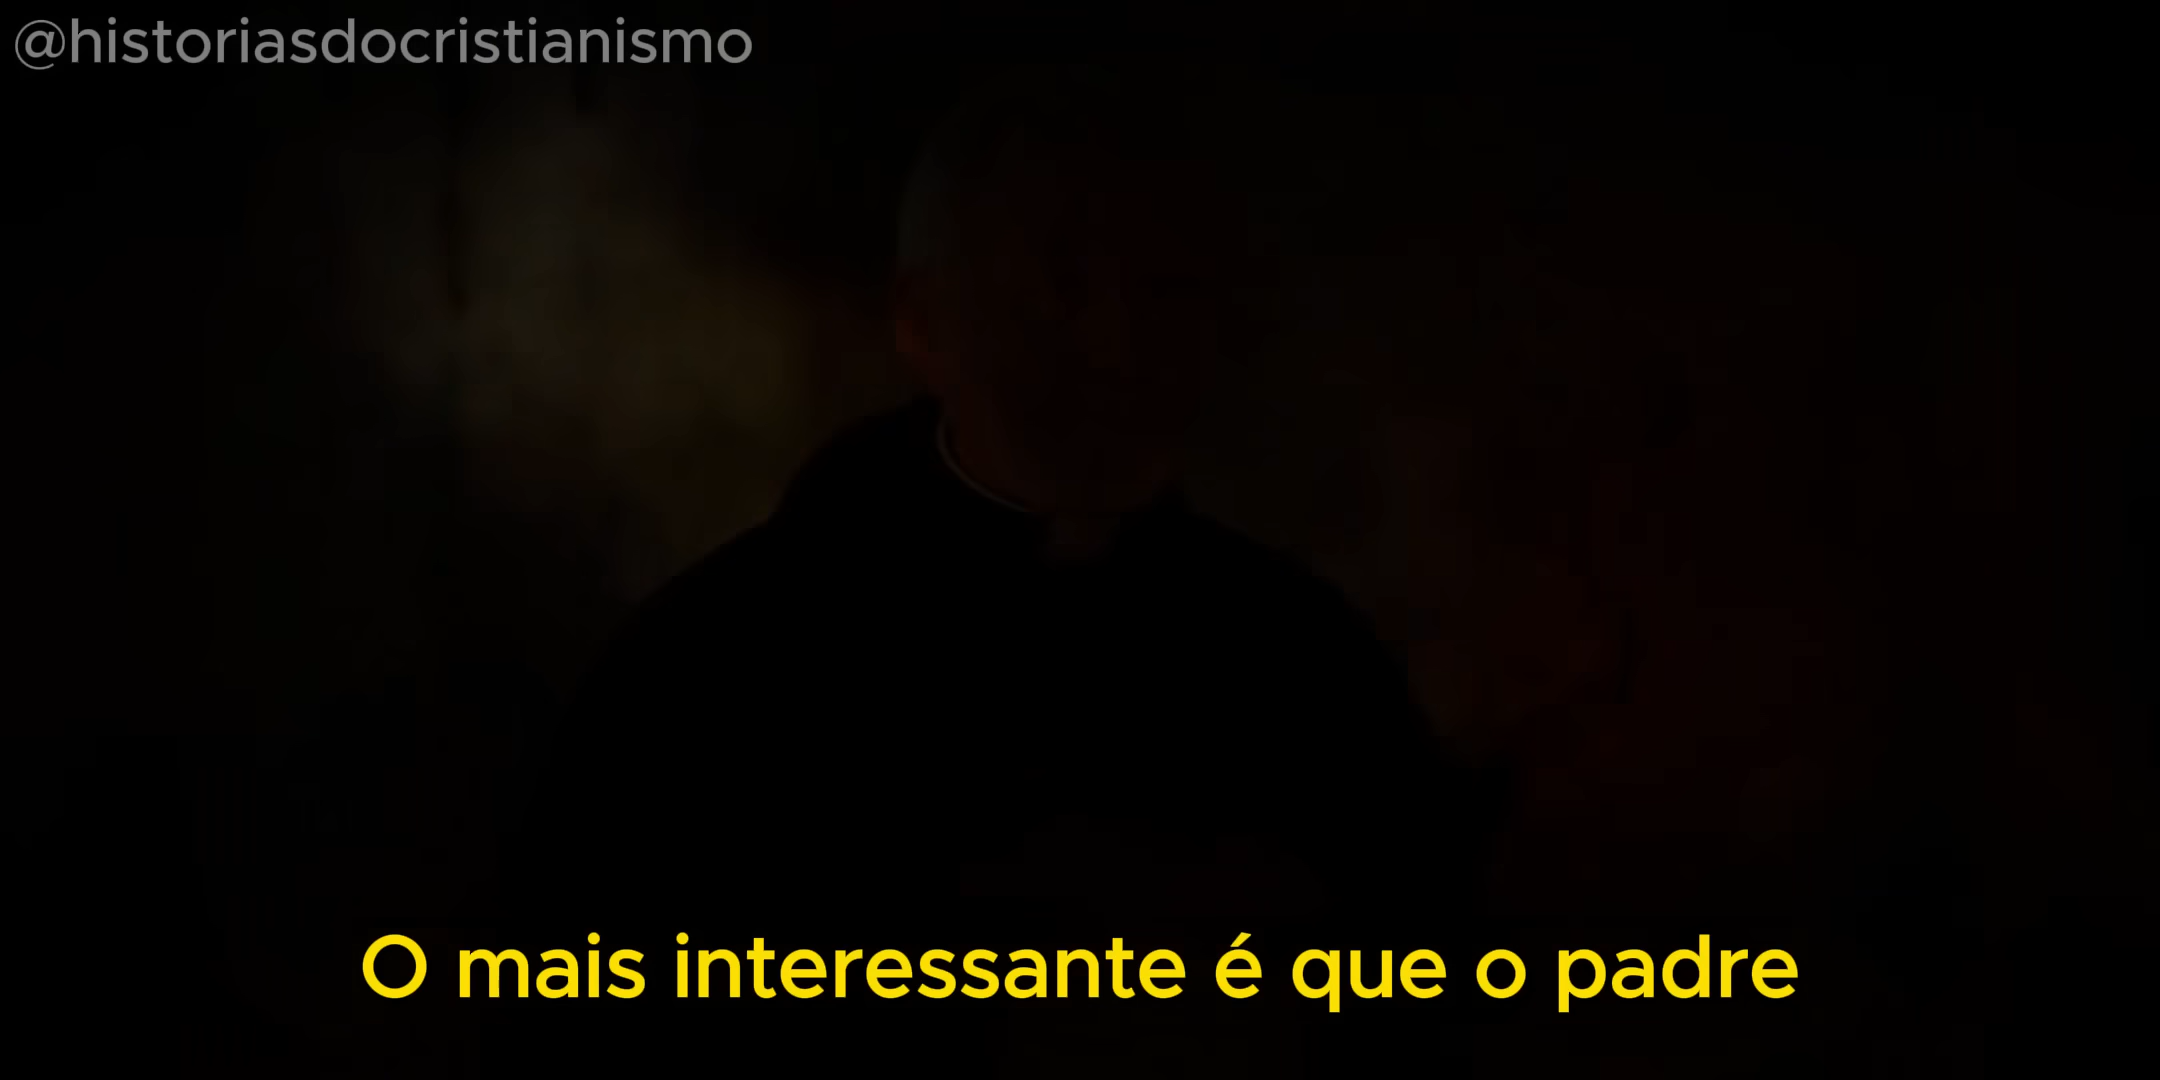 @historiasdocristianismo
O mais interessante é que o padre